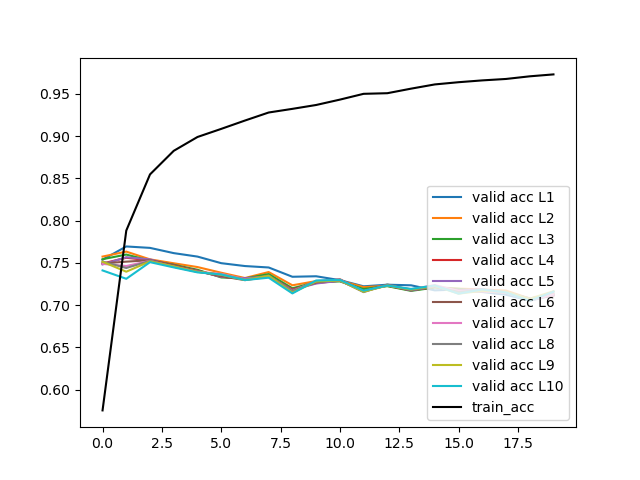 0.95
0.90
0.85
0.80
0.75
0.70
0.65
0.60
0.0 2.5 5.0 7.5 10.0 12.5 15.0 17.5
valid acc L1
valid acc L2
valid acc L3
valid acc L4
valid acc L5
valid acc L6
valid acc L7
valid acc L8
valid acc L9
valid acc L10
train_acc